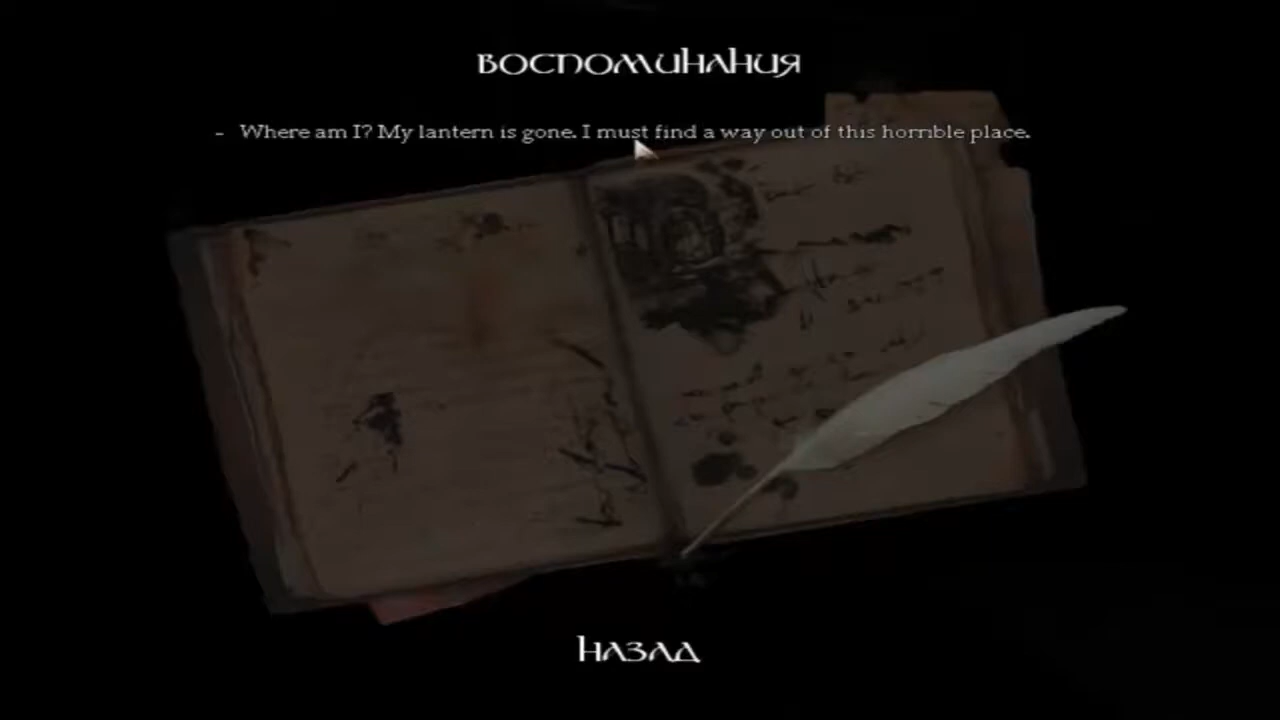 воспоминания
- Where am I? My lantern is gone. I must find a way out of this horrible place.
назад